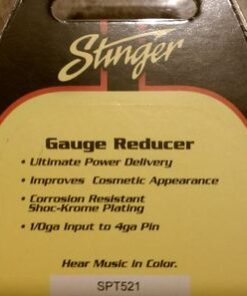 Stinger
Gauge Reducer
• Ultimate Power Delivery
• Improves Cosmetic Appearance
• Corrosion Resistant
Shoc-Krome Plating
• 1/0ga Input to 4ga Pin
Hear Music in Color.
SPT521